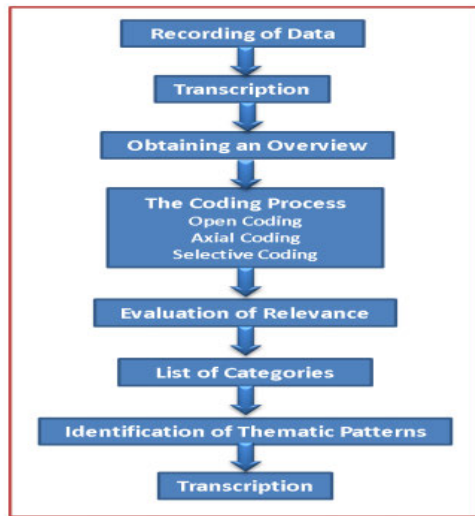 Recording of Data
Transcription
Obtaining an Overview
The Coding Process
Open Coding
Axial Coding
Selective Coding
Evaluation of Relevance
List of Categories
Identification of Thematic Patterns
Transcription